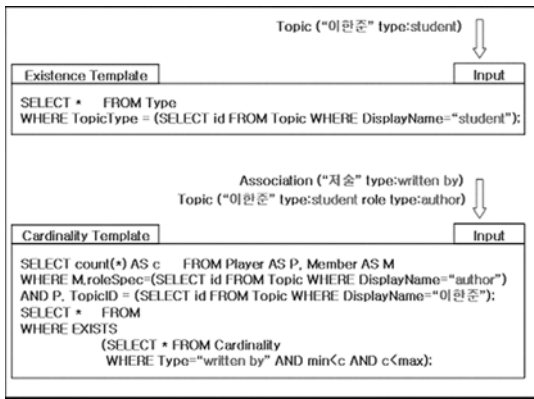 Topic ("이한준" type:student)
Existence Template
Input
SELECT * FROM Type
WHERE TopicType = (SELECT id FROM Topic WHERE DisplayName="student");
Association ("저술" type:written by)
Topic ("이한준" type:student role type:author)
Cardinality Template
Input
SELECT count(*) AS c FROM Player AS P, Member AS M
WHERE M.roleSpec=(SELECT id FROM Topic WHERE DisplayName="author")
AND P. TopicID = (SELECT id FROM Topic WHERE DisplayName="이한준");
SELECT * FROM
WHERE EXISTS
(SELECT * FROM Cardinality
WHERE Type="written by" AND min<c AND c<max);